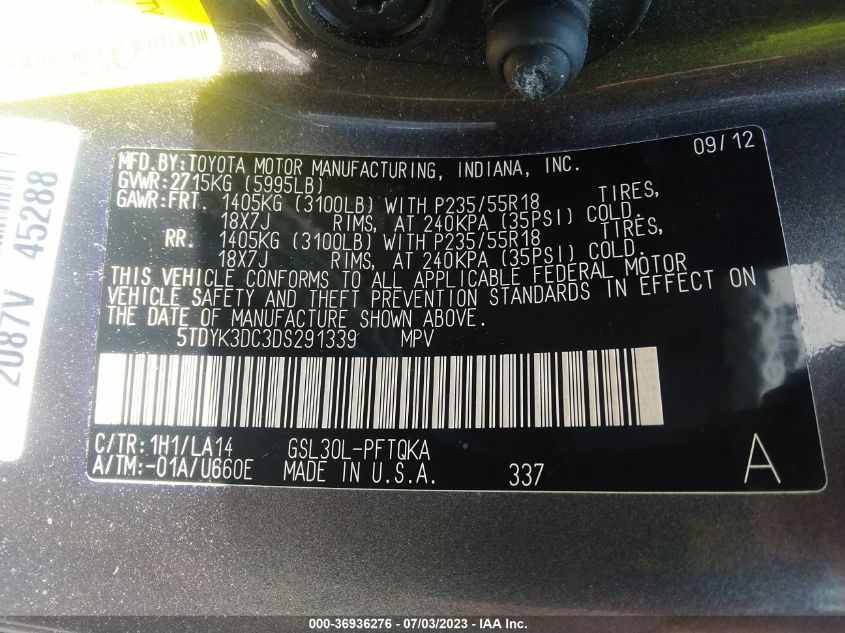 TY
2087V 45288
MFD.BY:TOYOTA MOTOR MANUFACTURING, INDIANA, INC. 09/12
GVWR:2715KG (5995LB)
GAWR:FRT. 1405KG (3100LB) WITH P235/55R18 TIRES,
18X7J RIMS, AT 240KPA (35PSI) COLD.
RR. 1405KG (3100LB) WITH P235/55R18 TIRES,
18X7J RIMS, AT 240KPA (35PSI) COLD.
THIS VEHICLE CONFORMS TO ALL APPLICABLE FEDERAL MOTOR
VEHICLE SAFETY AND THEFT PREVENTION STANDARDS IN EFFECT ON
THE DATE OF MANUFACTURE SHOWN ABOVE.
5TDYK3DC3DS291339 MPV
C/TR:1H1/LA14 GSL30L-PFTQKA
A/TM:-01A/U660E MADE IN U.S.A. 337 A
000-36936276 - 07/03/2023 - IAA Inc.